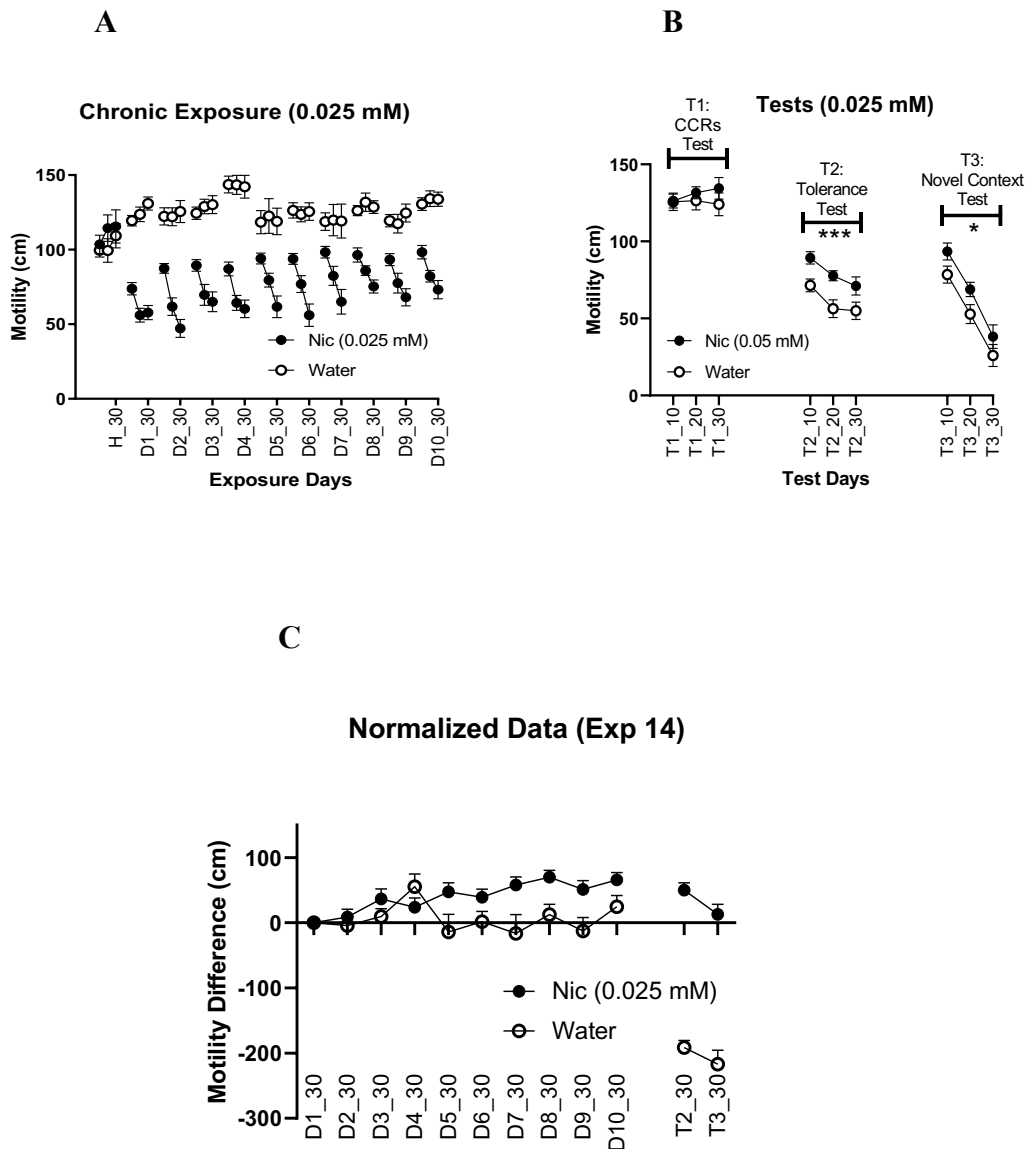 A
Chronic Exposure (0.025 mM)
Motility (cm)
150
100
50
0
Nic (0.025 mM)
Water
H_30
D1_30
D2_30
D3_30
D4_30
D5_30
D6_30
D7_30
D8_30
D9_30
D10_30
Exposure Days
B
Tests (0.025 mM)
T1:
CCRs
Test
T2:
Tolerance
Test
***
T3:
Novel Context
Test
*
Motility (cm)
150
100
50
0
Nic (0.05 mM)
Water
T1_10
T1_20
T1_30
T2_10
T2_20
T2_30
T3_10
T3_20
T3_30
Test Days
C
Normalized Data (Exp 14)
Motility Difference (cm)
100
0
-100
-200
-300
Nic (0.025 mM)
Water
D1_30
D2_30
D3_30
D4_30
D5_30
D6_30
D7_30
D8_30
D9_30
D10_30
T2_30
T3_30